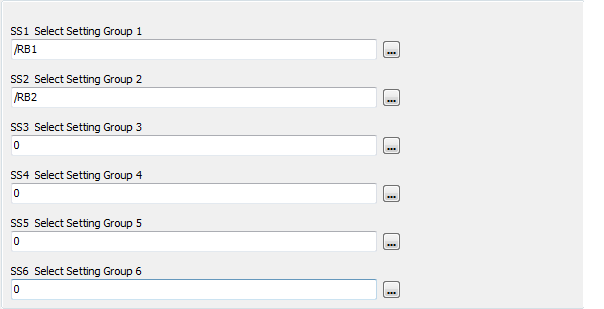 SS1 Select Setting Group 1
/RB1
...
SS2 Select Setting Group 2
/RB2
...
SS3 Select Setting Group 3
0
...
SS4 Select Setting Group 4
0
...
SS5 Select Setting Group 5
0
...
SS6 Select Setting Group 6
0
...